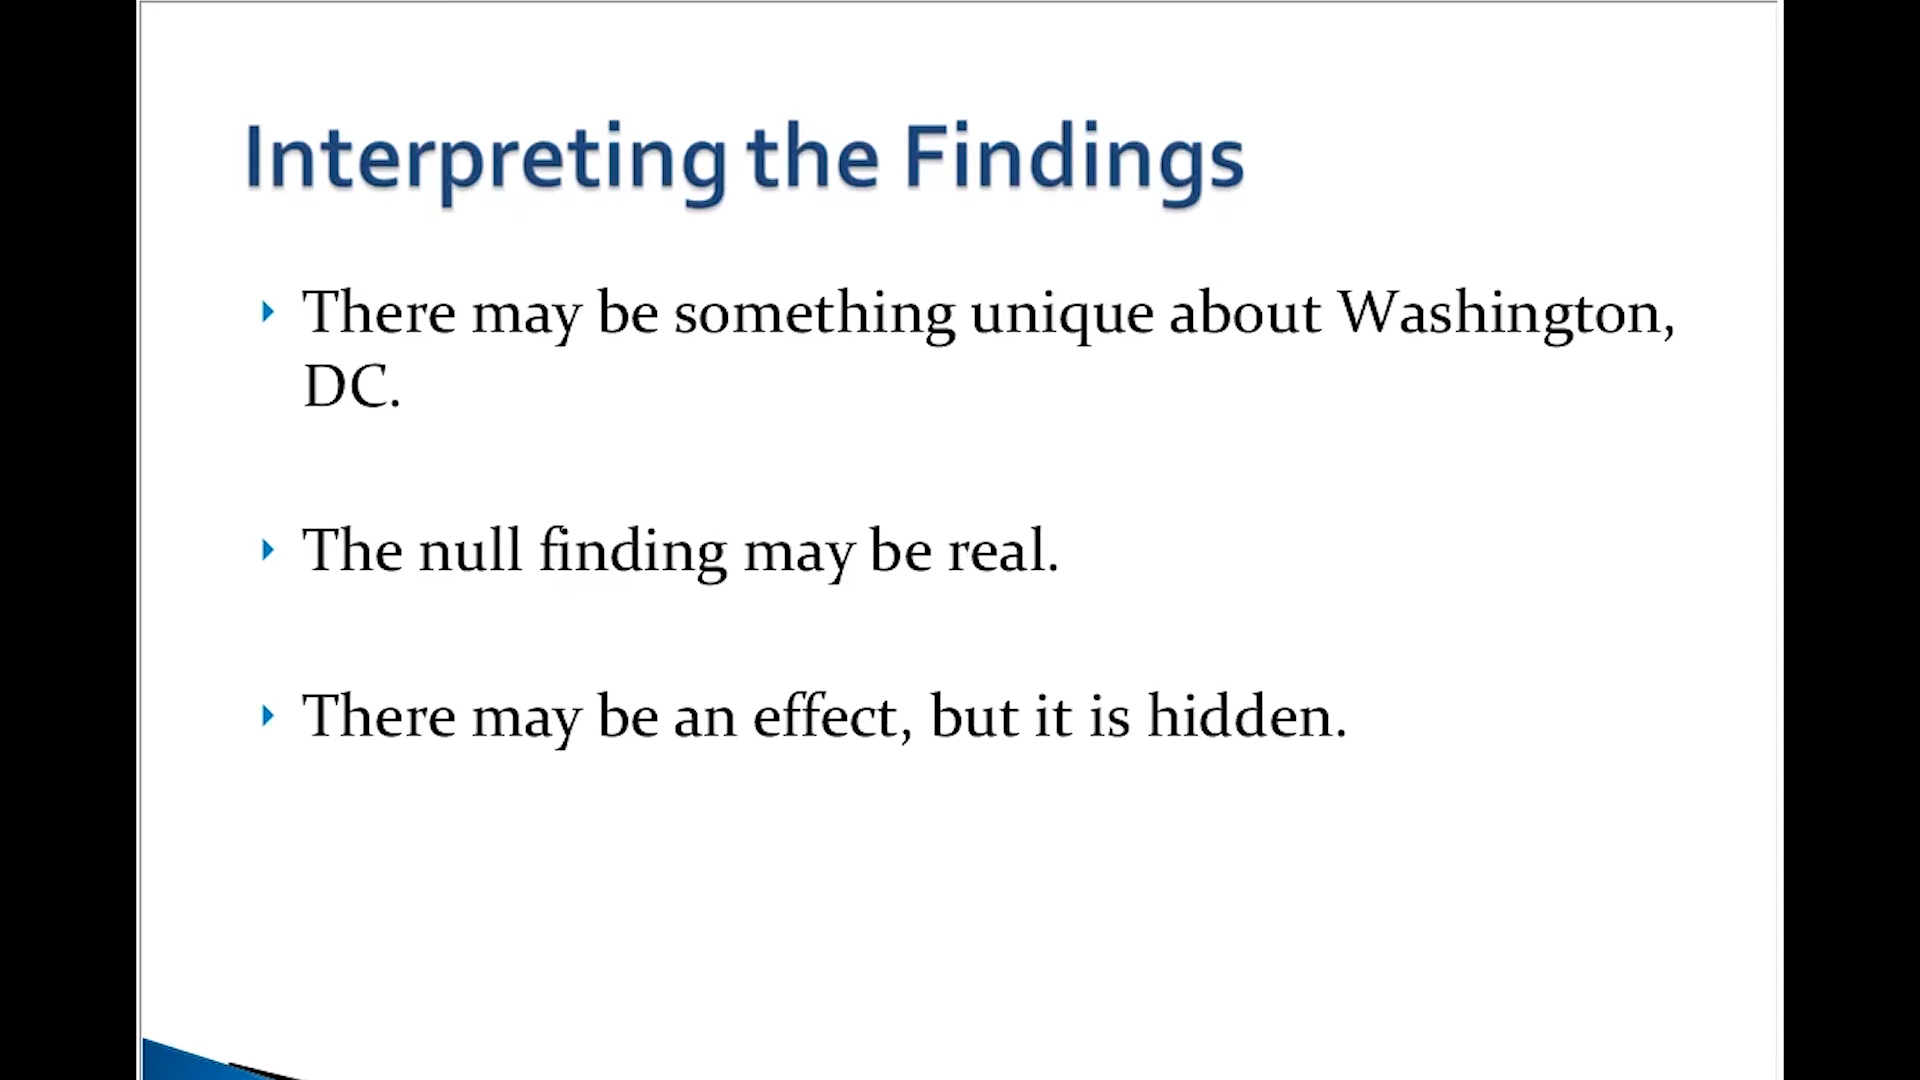 Interpreting the Findings
There may be something unique about Washington,
DC.
The null finding may be real.
There may be an effect, but it is hidden.